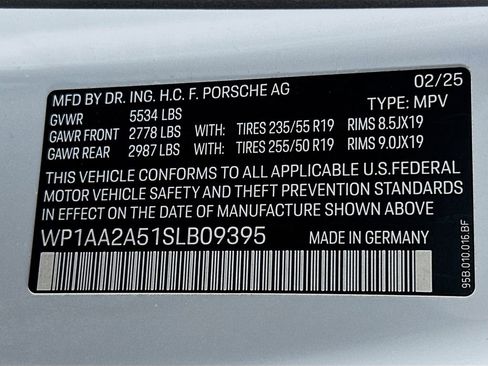 MFD BY DR. ING. H.C. F. PORSCHE AG 02/25
GVWR 5534 LBS TYPE: MPV
GAWR FRONT 2778 LBS WITH: TIRES 235/55 R19 RIMS 8.5JX19
GAWR REAR 2987 LBS WITH: TIRES 255/50 R19 RIMS 9.0JX19
THIS VEHICLE CONFORMS TO ALL APPLICABLE U.S.FEDERAL
MOTOR VEHICLE SAFETY AND THEFT PREVENTION STANDARDS
IN EFFECT ON THE DATE OF MANUFACTURE SHOWN ABOVE
WP1AA2A51SLB09395 MADE IN GERMANY
95B.010.016.BF